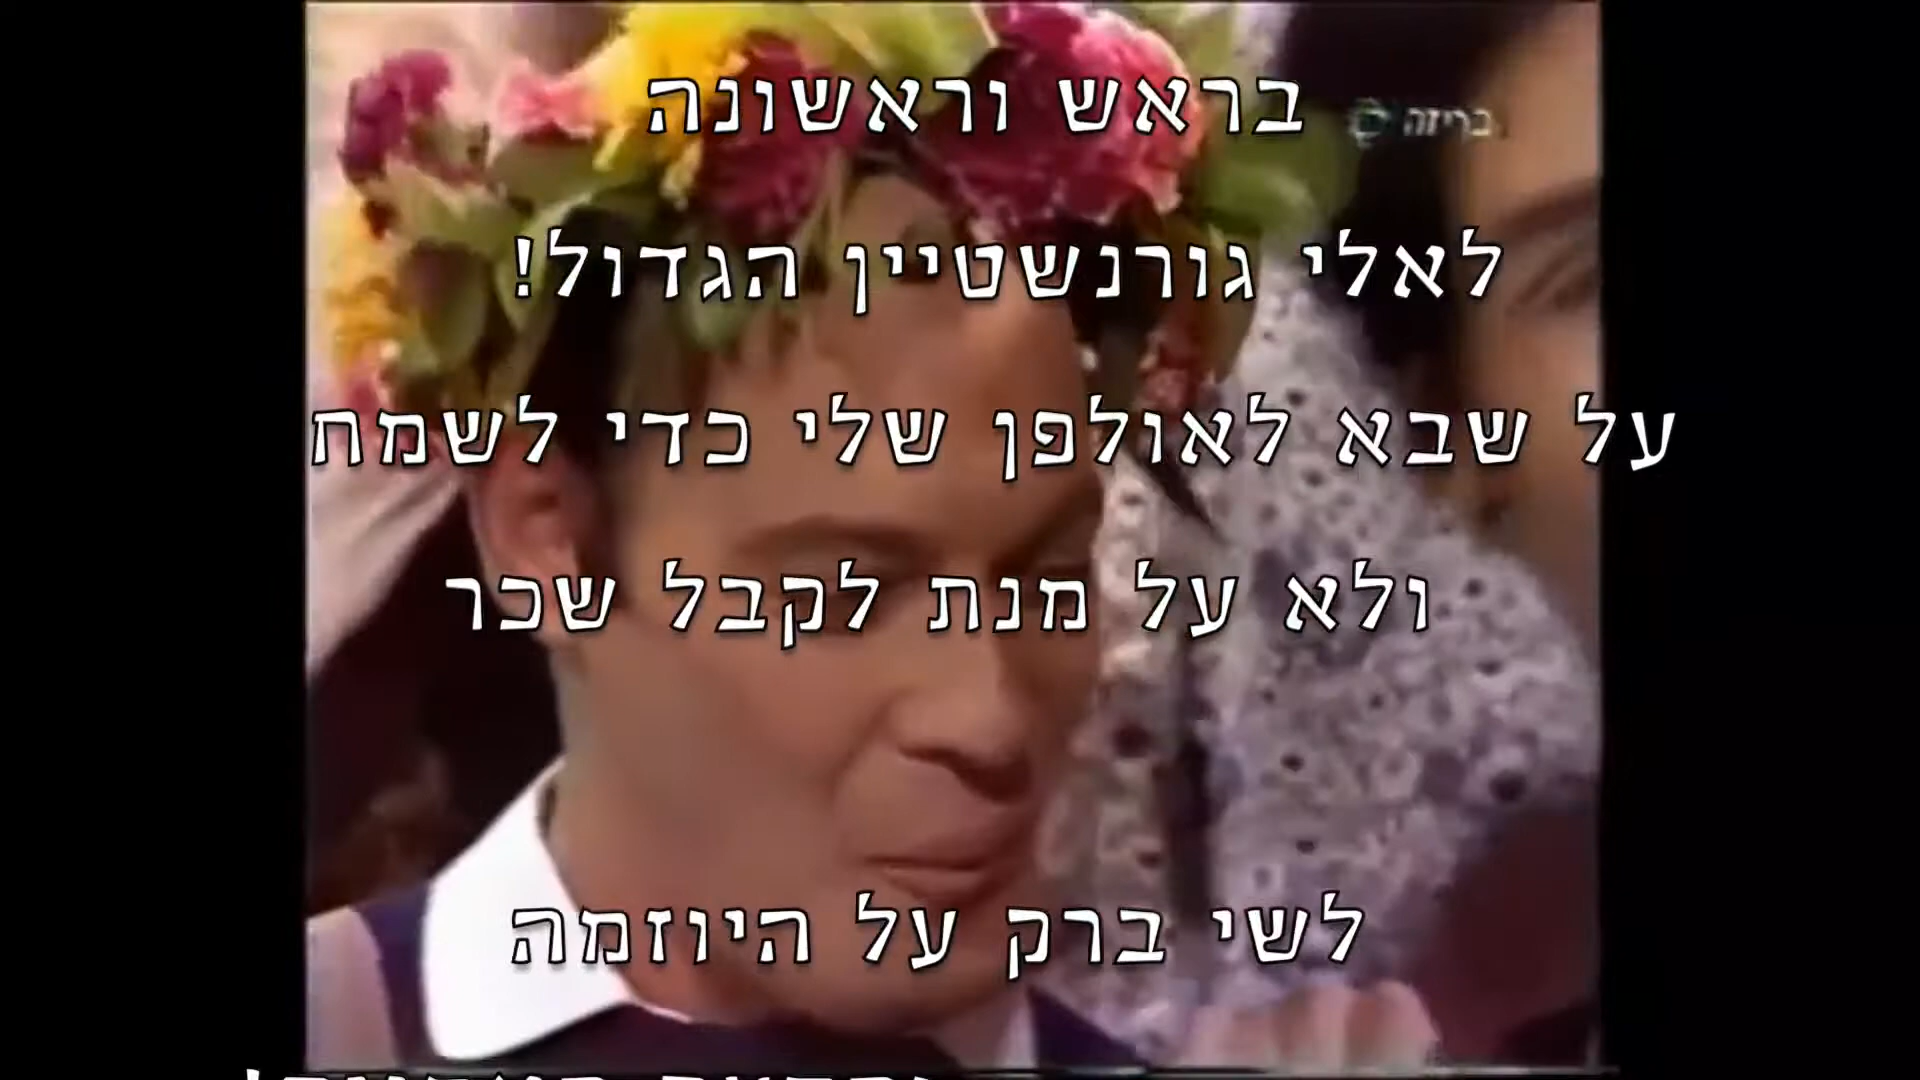 בראש וראשונה
בריזה
לאלי גורנשטיין הגדול!
על שבא לאולפן שלי כדי לשמח
ולא על מנת לקבל שכר
לשי ברק על היוזמה